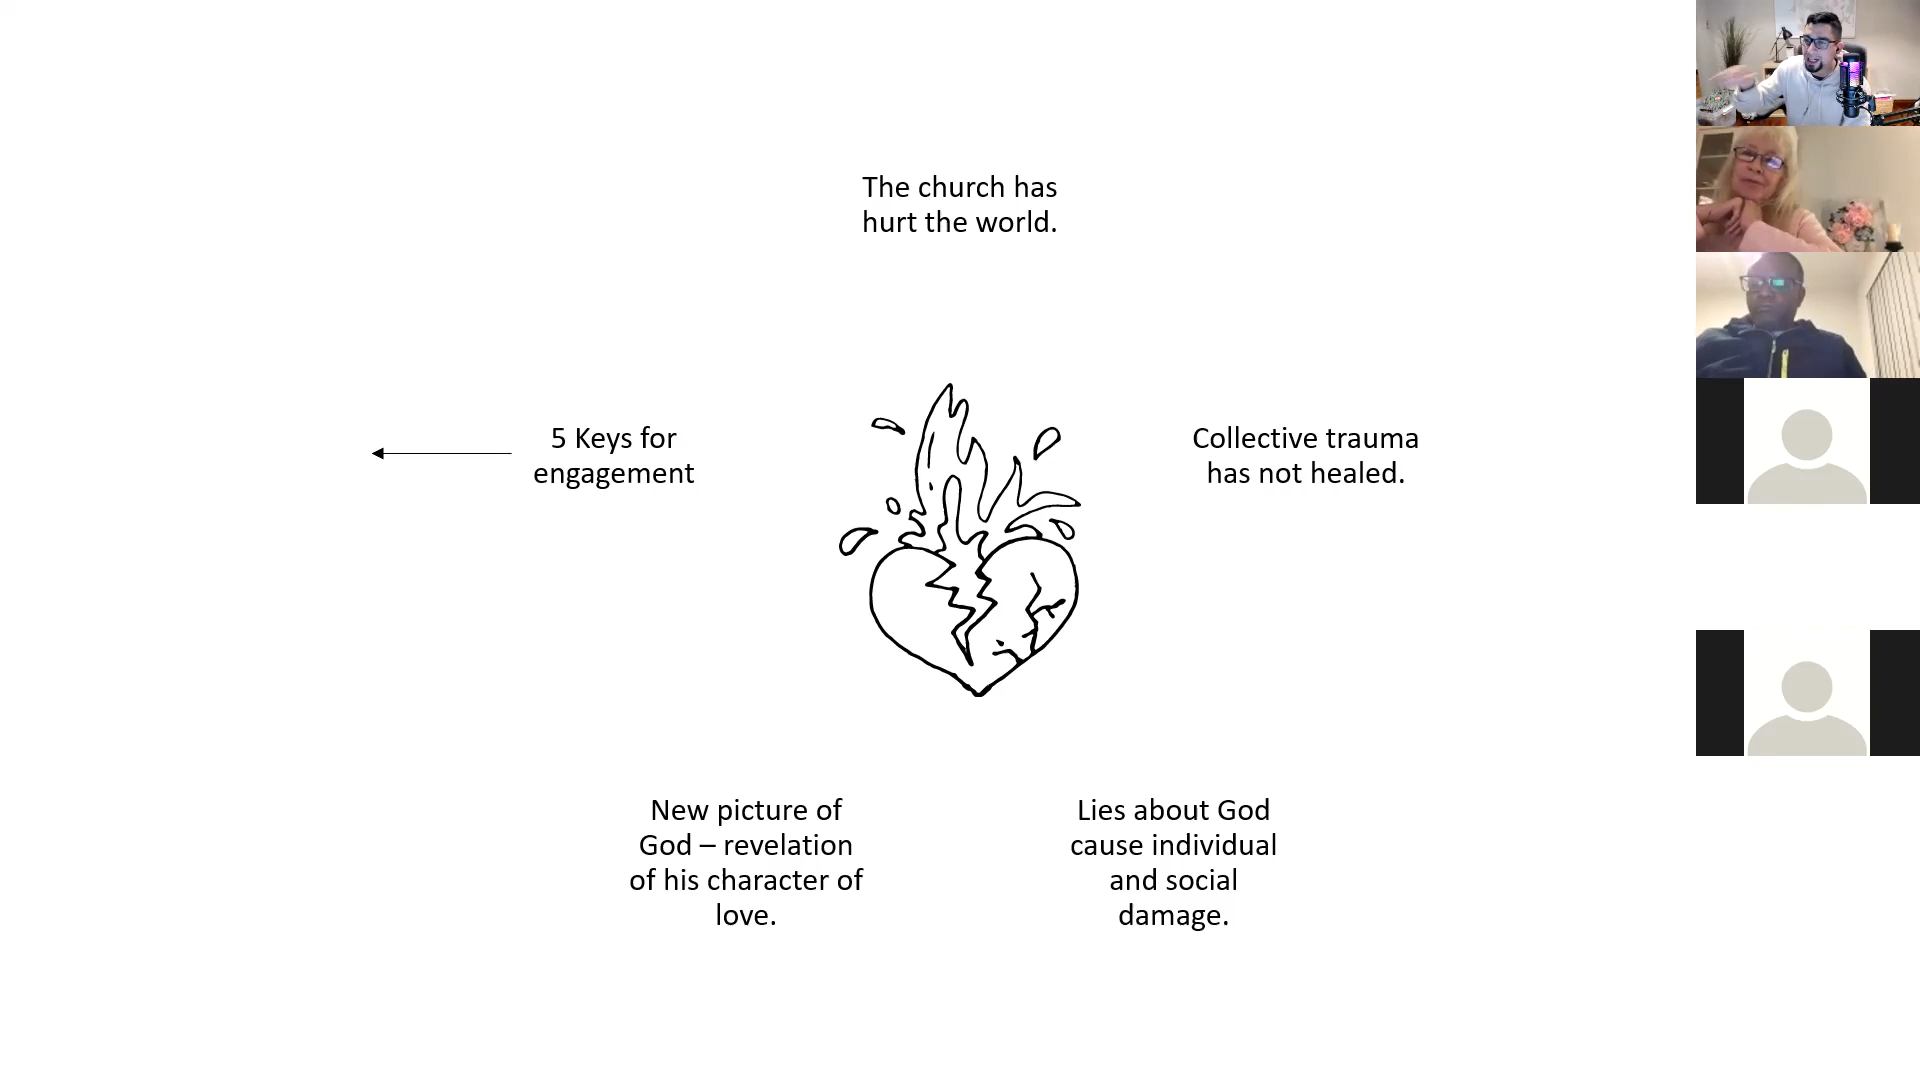 The church has
hurt the world.
5 Keys for
engagement
Collective trauma
has not healed.
New picture of
God – revelation
of his character of
love.
Lies about God
cause individual
and social
damage.